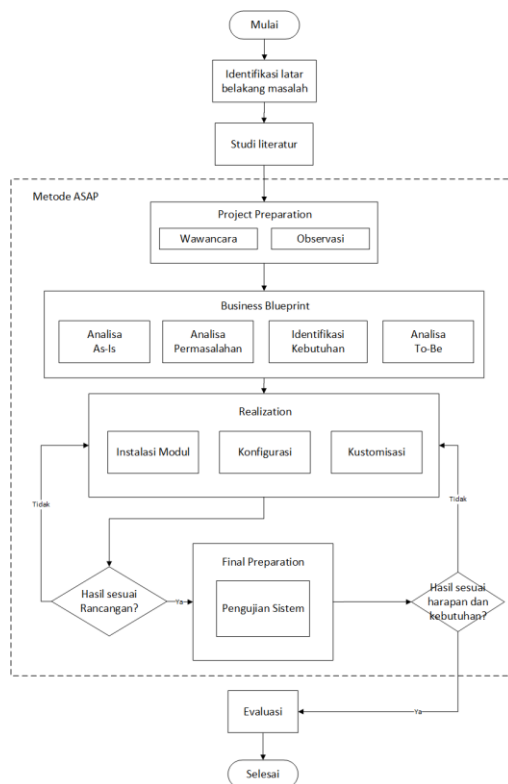 Mulai
Identifikasi latar
belakang masalah
Studi literatur
Metode ASAP
Project Preparation
Wawancara
Observasi
Business Blueprint
Analisa
As-Is
Analisa
Permasalahan
Identifikasi
Kebutuhan
Analisa
To-Be
Realization
Instalasi Modul
Konfigurasi
Kustomisasi
Tidak
Tidak
Hasil sesuai
Rancangan?
Ya
Final Preparation
Pengujian Sistem
Hasil sesuai
harapan dan
kebutuhan?
Evaluasi
Ya
Selesai